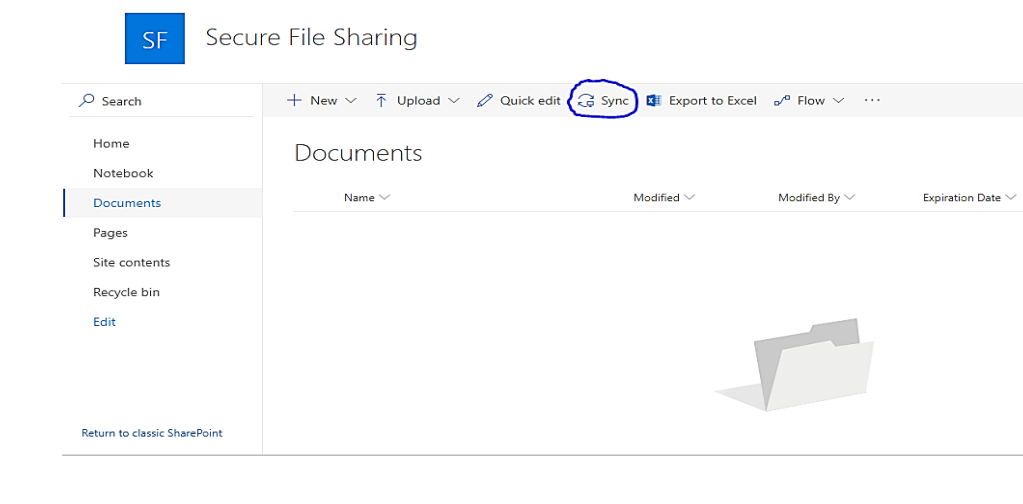 SF Secure File Sharing
Search
New Upload Quick edit Sync Export to Excel Flow ...
Home
Notebook
Documents
Pages
Site contents
Recycle bin
Edit
Return to classic SharePoint
Documents
Name Modified Modified By Expiration Date